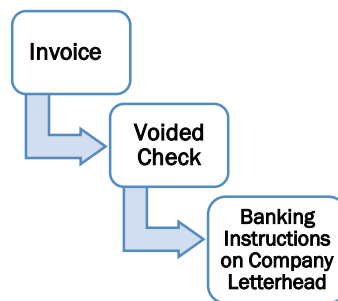 Invoice
Voided
Check
Banking
Instructions
on Company
Letterhead